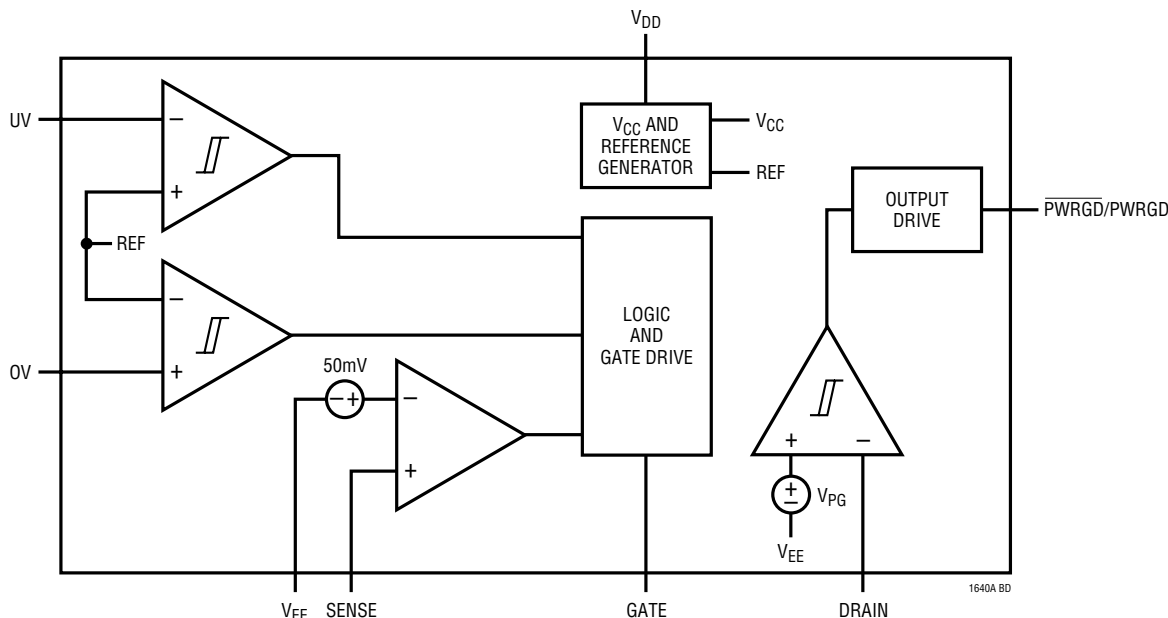 VDD
UV
−
+
VCC AND
REFERENCE
GENERATOR
VCC
REF
OUTPUT
DRIVE
PWRGD/PWRGD
REF
−
+
OV
LOGIC
AND
GATE DRIVE
50mV
− +
−
+
+ −
+
−
VPG
VEE
1640A BD
VEE SENSE GATE DRAIN